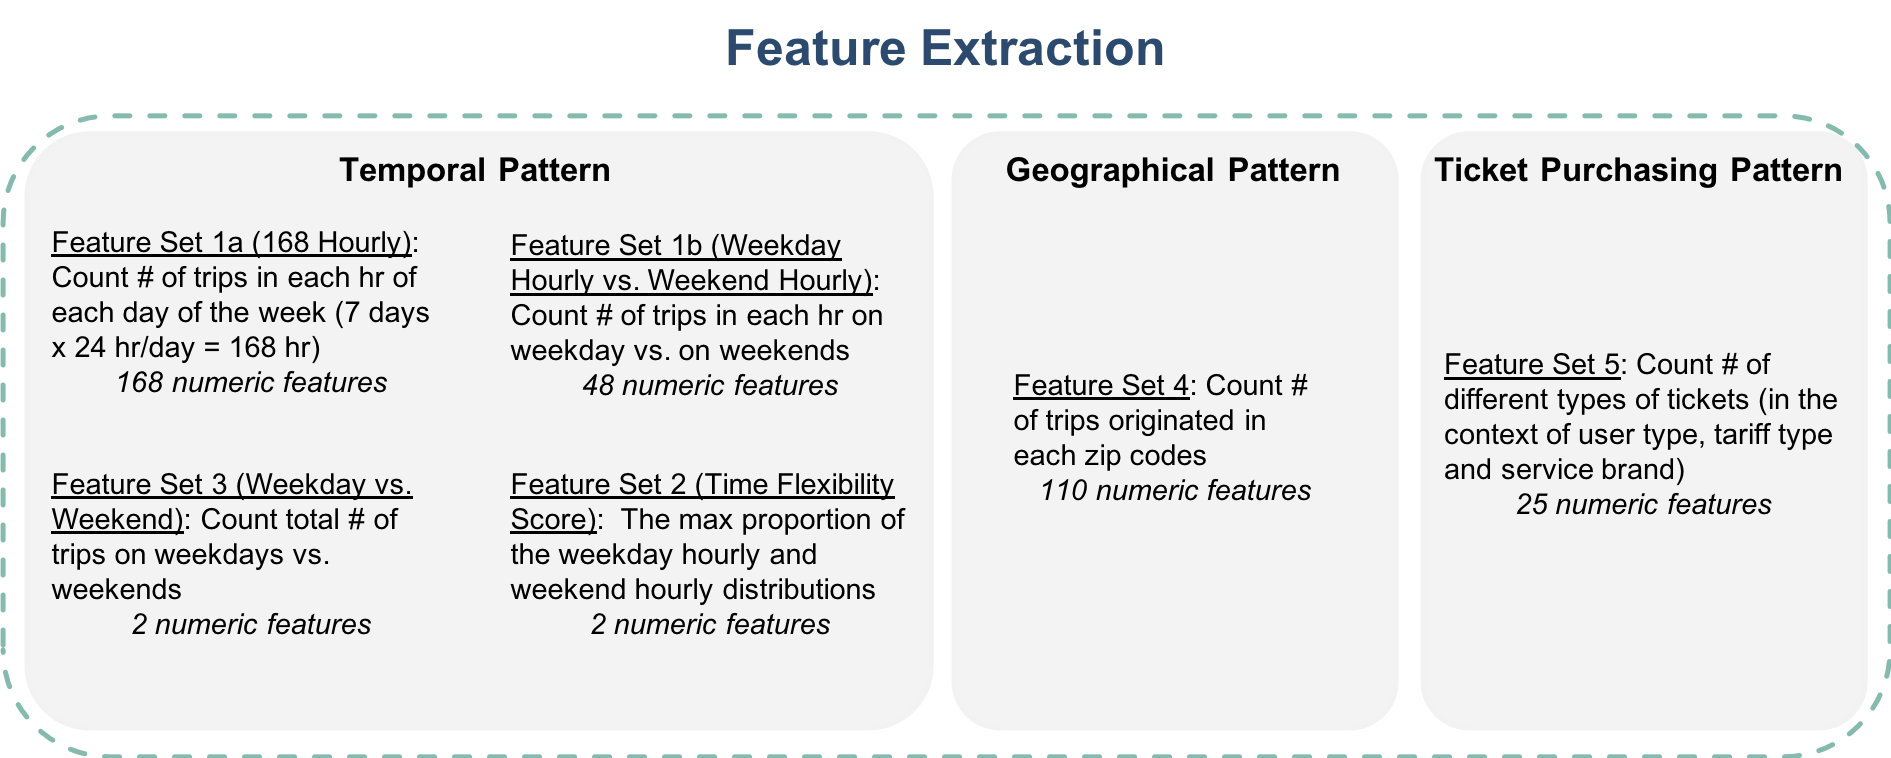 Feature Extraction
Temporal Pattern
Feature Set 1a (168 Hourly):
Count # of trips in each hr of
each day of the week (7 days
x 24 hr/day = 168 hr)
168 numeric features
Feature Set 1b (Weekday
Hourly vs. Weekend Hourly):
Count # of trips in each hr on
weekday vs. on weekends
48 numeric features
Feature Set 3 (Weekday vs.
Weekend): Count total # of
trips on weekdays vs.
weekends
2 numeric features
Feature Set 2 (Time Flexibility
Score):  The max proportion of
the weekday hourly and
weekend hourly distributions
2 numeric features
Geographical Pattern
Feature Set 4: Count #
of trips originated in
each zip codes
110 numeric features
Ticket Purchasing Pattern
Feature Set 5: Count # of
different types of tickets (in the
context of user type, tariff type
and service brand)
25 numeric features